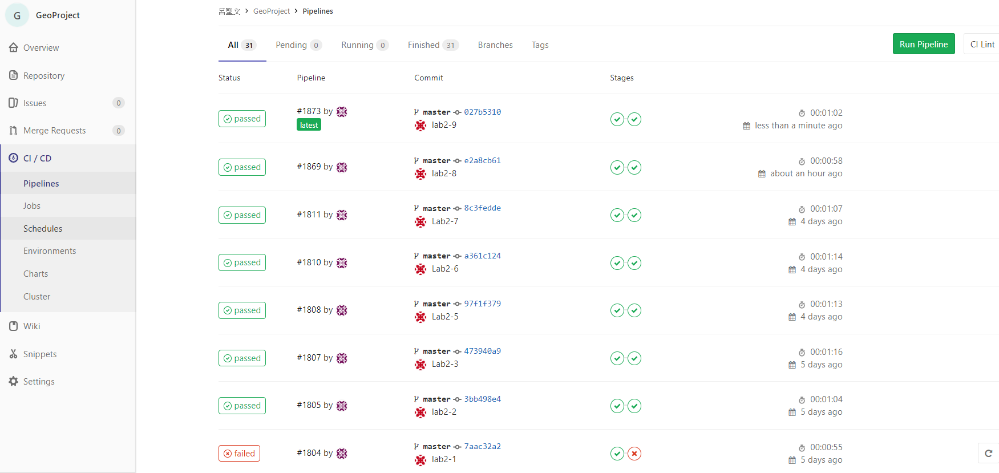 G GeoProject
Overview
Repository
Issues 0
Merge Requests 0
CI / CD
Pipelines
Jobs
Schedules
Environments
Charts
Cluster
Wiki
Snippets
Settings
呂聖文 > GeoProject > Pipelines
All 31 Pending 0 Running 0 Finished 31 Branches Tags Run Pipeline CI Lint
Status Pipeline Commit Stages
passed #1873 by latest master 027b5310 lab2-9 00:01:02 less than a minute ago
passed #1869 by master e2a8cb61 lab2-8 00:00:58 about an hour ago
passed #1811 by master 8c3fedde Lab2-7 00:01:07 4 days ago
passed #1810 by master a361c124 Lab2-6 00:01:14 4 days ago
passed #1808 by master 97f1f379 Lab2-5 00:01:13 4 days ago
passed #1807 by master 473940a9 Lab2-3 00:01:16 5 days ago
passed #1805 by master 3bb498e4 lab2-2 00:01:04 5 days ago
failed #1804 by master 7aac32a2 lab2-1 00:00:55 5 days ago